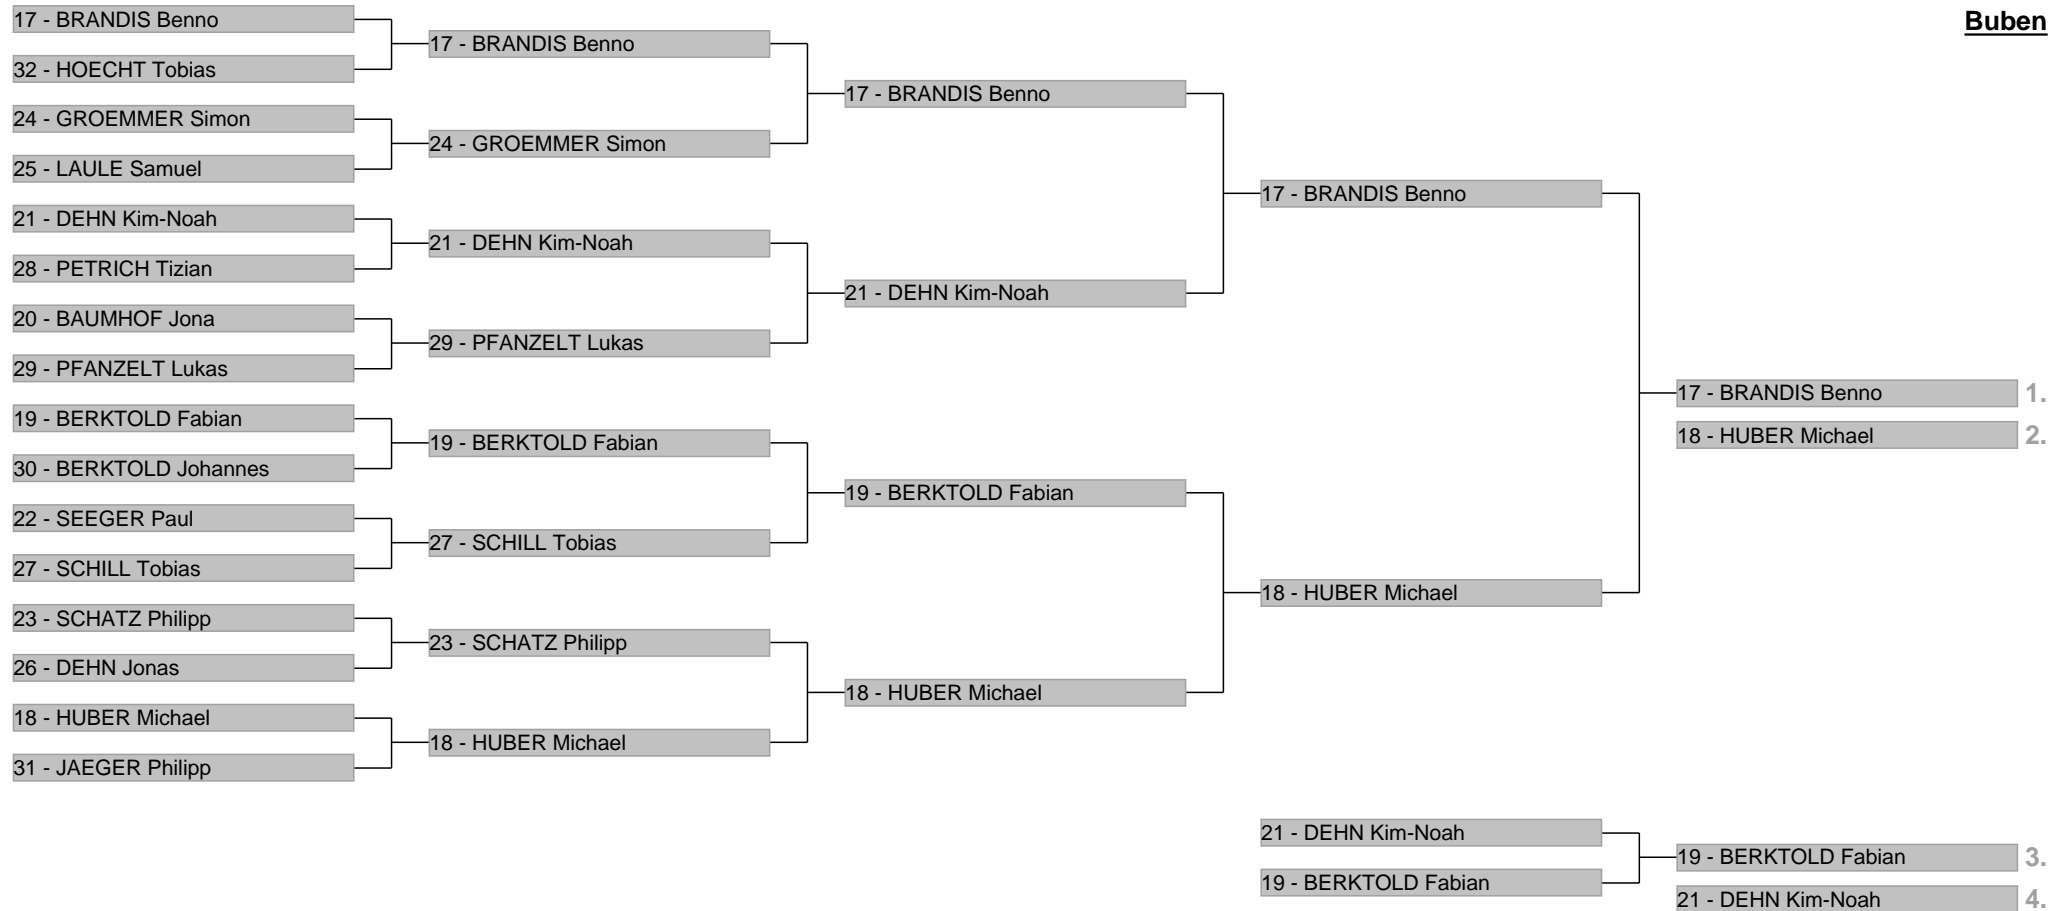 Buben
17 - BRANDIS Benno
32 - HOECHT Tobias
24 - GROEMMER Simon
25 - LAULE Samuel
21 - DEHN Kim-Noah
28 - PETRICH Tizian
20 - BAUMHOF Jona
29 - PFANZELT Lukas
19 - BERKTOLD Fabian
30 - BERKTOLD Johannes
22 - SEEGER Paul
27 - SCHILL Tobias
23 - SCHATZ Philipp
26 - DEHN Jonas
18 - HUBER Michael
31 - JAEGER Philipp
17 - BRANDIS Benno
24 - GROEMMER Simon
21 - DEHN Kim-Noah
29 - PFANZELT Lukas
19 - BERKTOLD Fabian
27 - SCHILL Tobias
23 - SCHATZ Philipp
18 - HUBER Michael
17 - BRANDIS Benno
21 - DEHN Kim-Noah
19 - BERKTOLD Fabian
18 - HUBER Michael
17 - BRANDIS Benno
18 - HUBER Michael
17 - BRANDIS Benno 1.
18 - HUBER Michael 2.
21 - DEHN Kim-Noah
19 - BERKTOLD Fabian
19 - BERKTOLD Fabian 3.
21 - DEHN Kim-Noah 4.